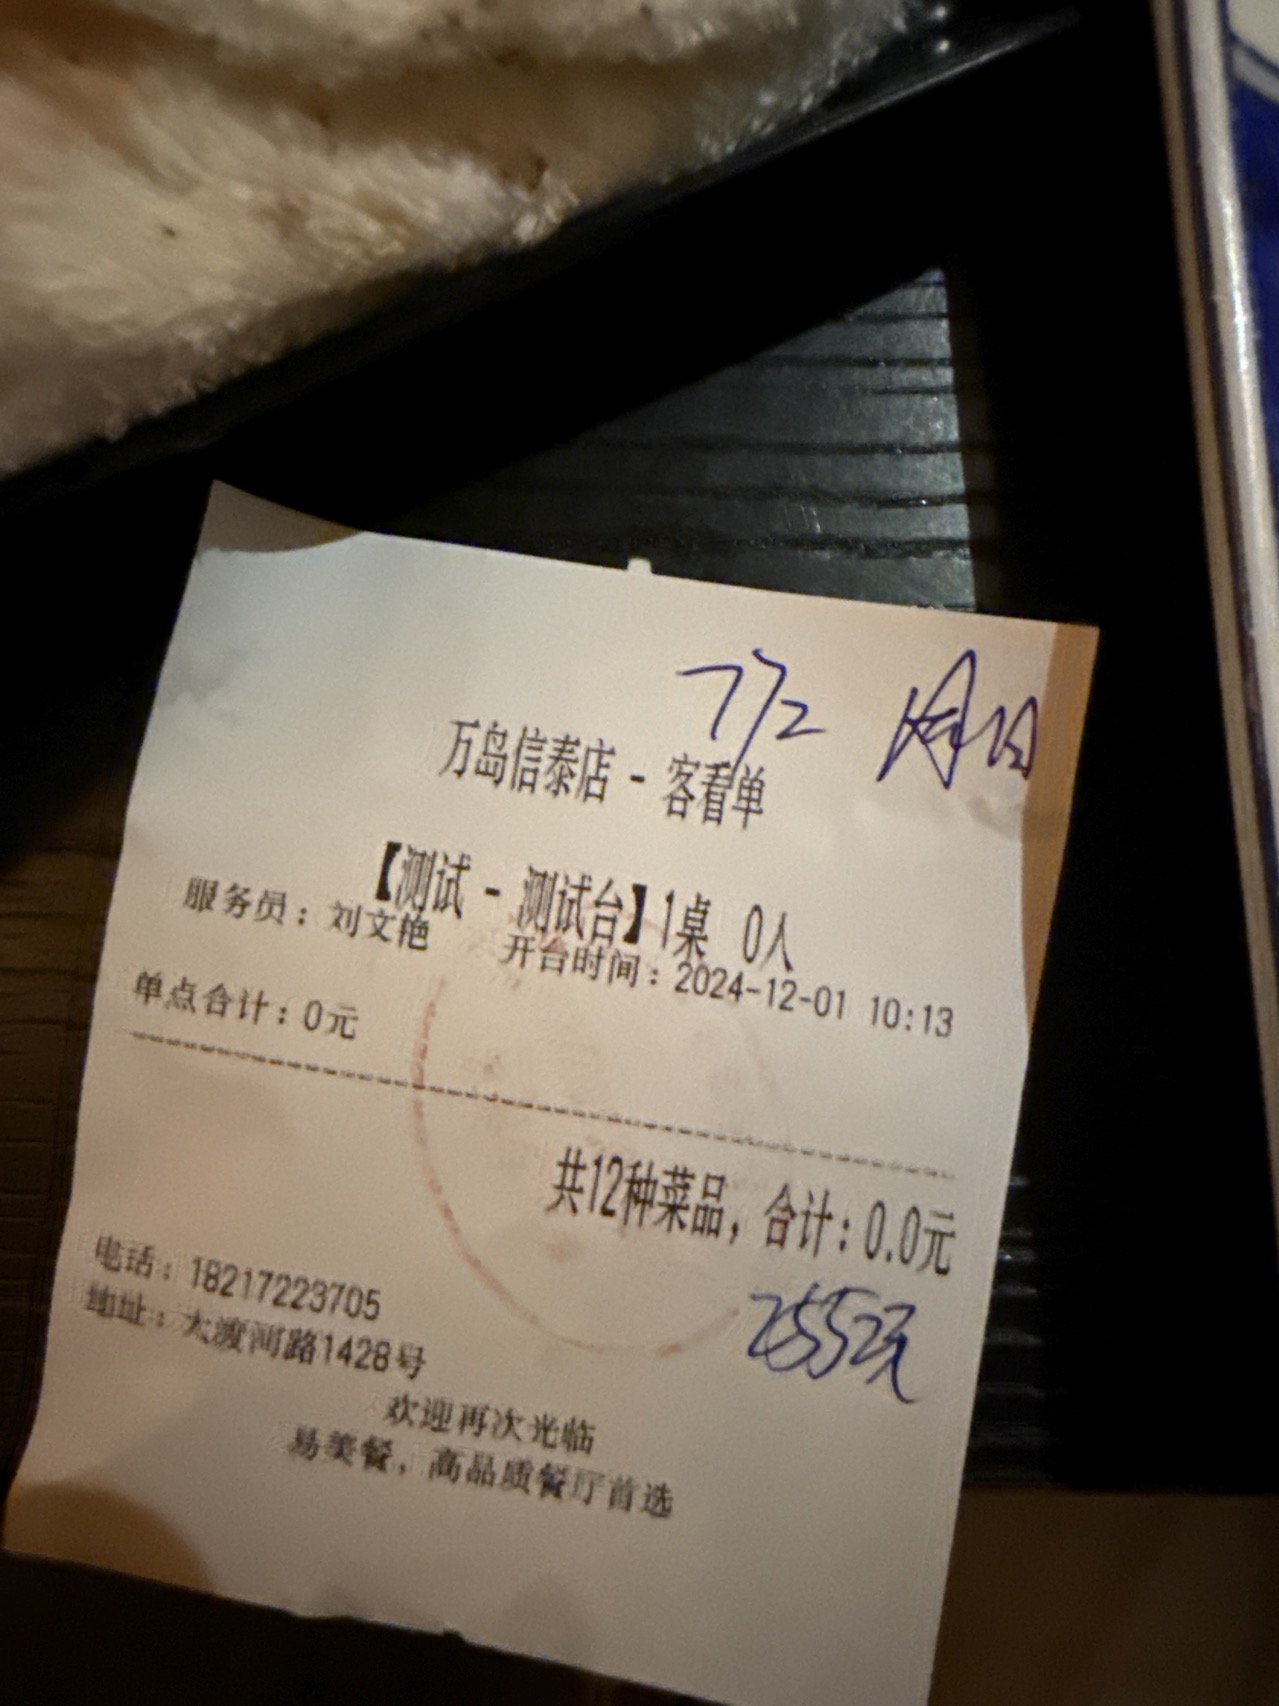 712
万岛信泰店 - 客看单
【测试 - 测试台】1桌 0人
服务员：刘文艳 开台时间：2024-12-01 10:13
单点合计：0元
共12种菜品，合计：0.0元
2552元
电话：18217223705
地址：大渡河路1428号
欢迎再次光临
易美餐，高品质餐厅首选